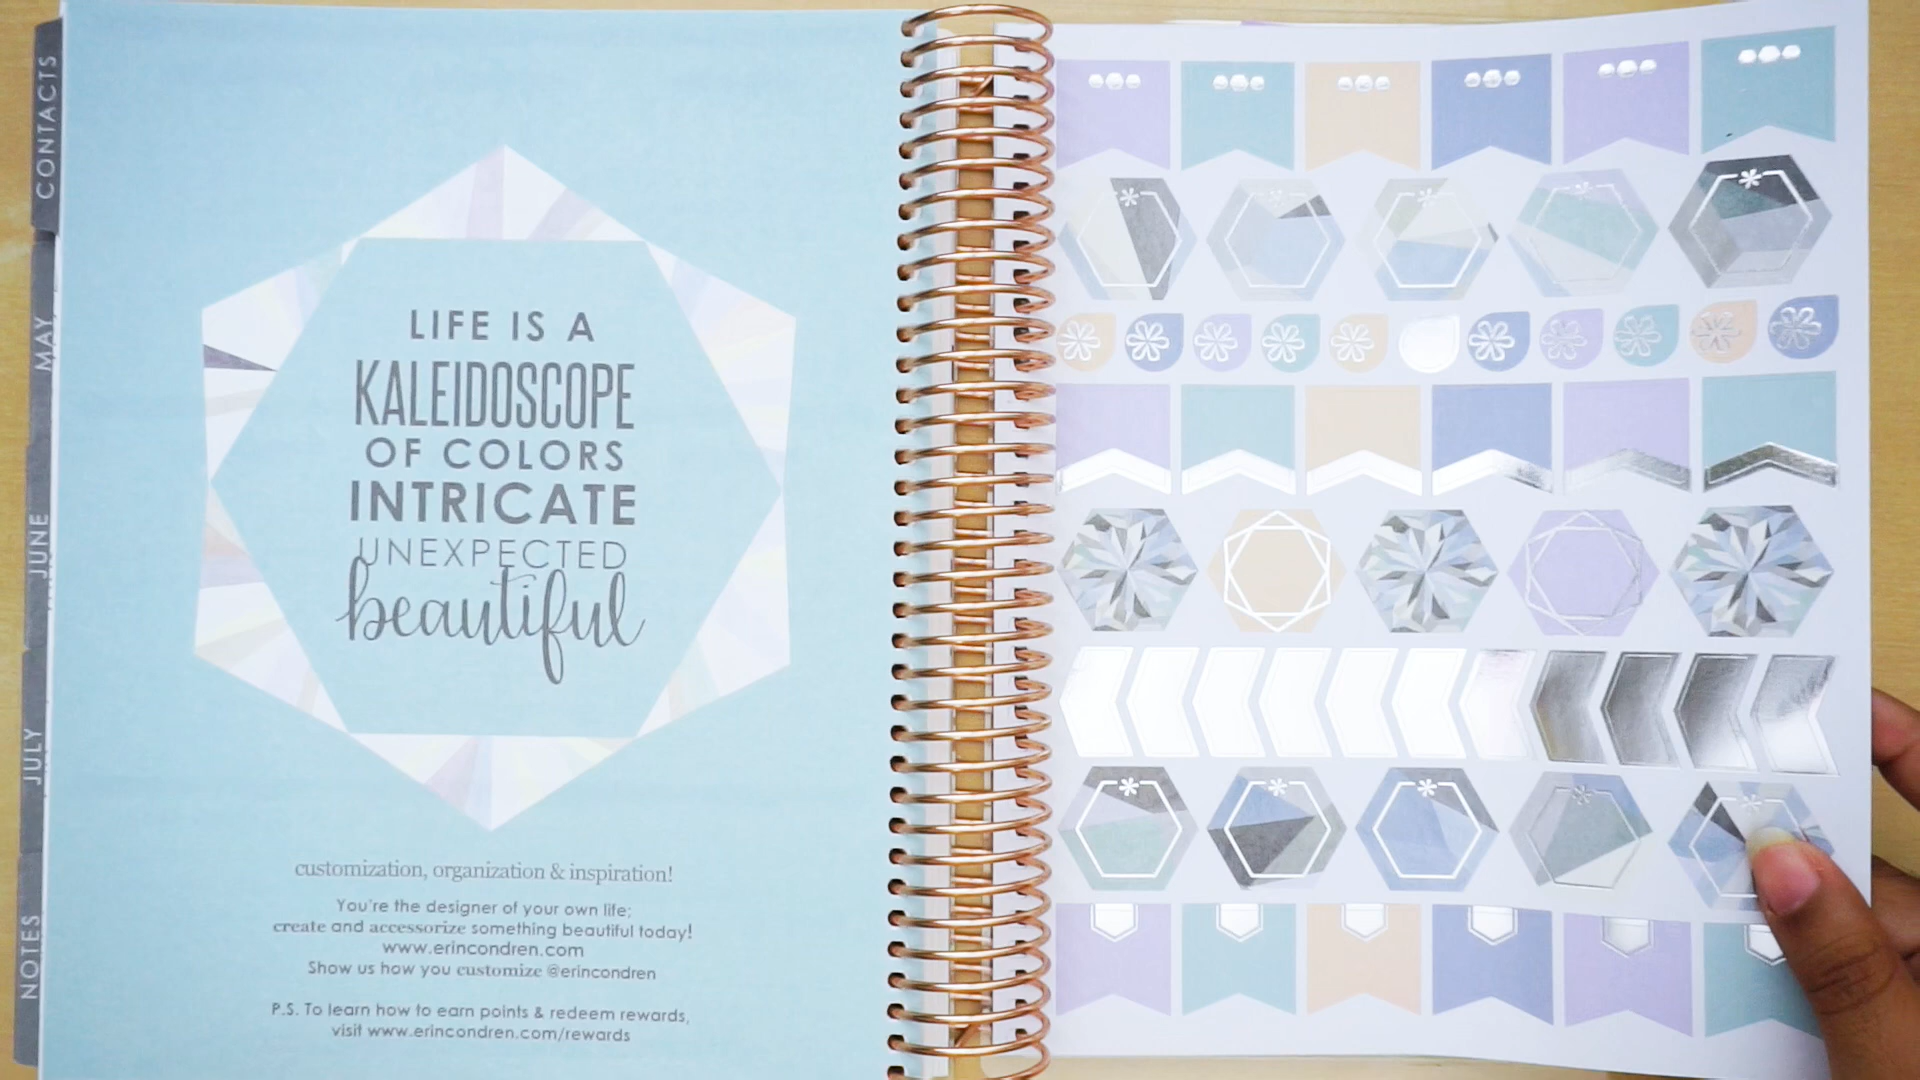 CONTACTS
MAY
JUNE
JULY
NOTES
LIFE IS A
KALEIDOSCOPE
OF COLORS
INTRICATE
UNEXPECTED
beautiful
customization, organization & inspiration!
You're the designer of your own life;
create and accessorize something beautiful today!
www.erincondren.com
Show us how you customize @erincondren
P.S. To learn how to earn points & redeem rewards,
visit www.erincondren.com/rewards